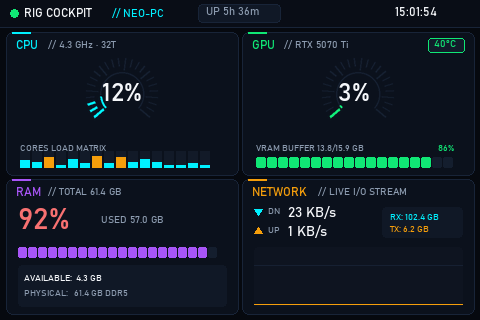 RIG COCKPIT // NEO-PC UP 5h 36m 15:01:54
CPU // 4.3 GHz · 32T
12%
CORES LOAD MATRIX
GPU // RTX 5070 Ti 40°C
3%
VRAM BUFFER 13.8/15.9 GB 86%
RAM // TOTAL 61.4 GB
92% USED 57.0 GB
AVAILABLE: 4.3 GB
PHYSICAL: 61.4 GB DDR5
NETWORK // LIVE I/O STREAM
DN 23 KB/s
UP 1 KB/s
RX: 102.4 GB
TX: 6.2 GB